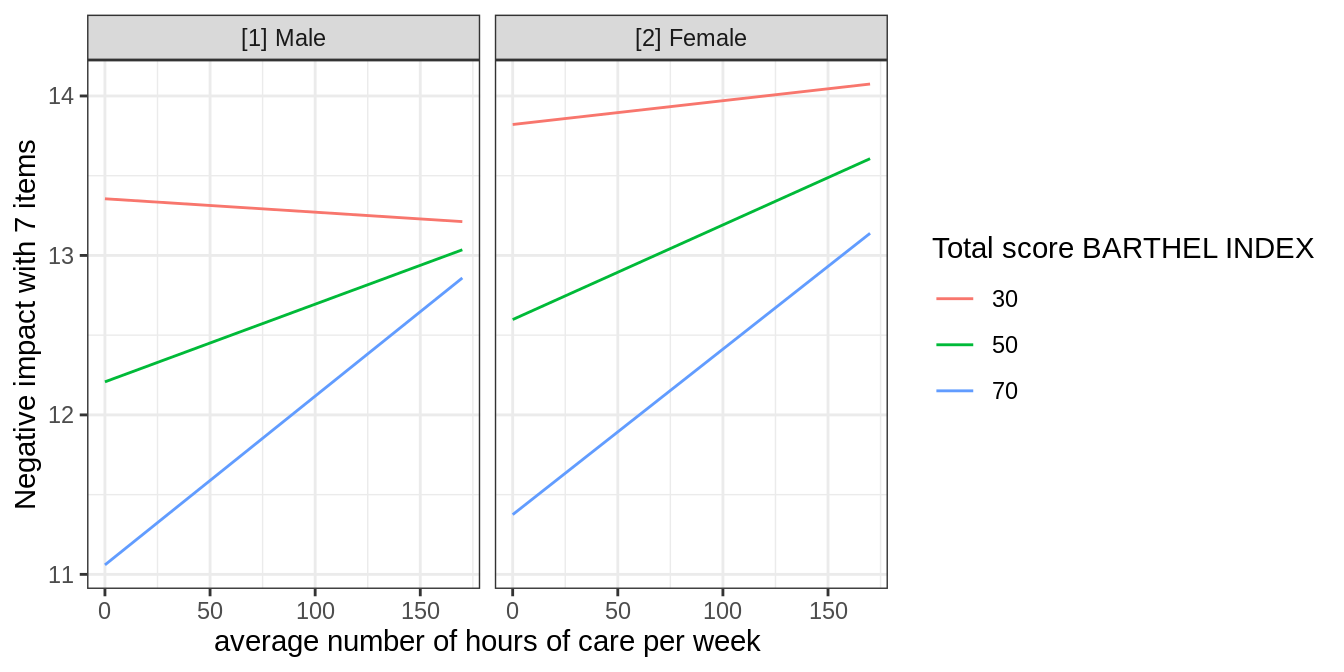 [1] Male
[2] Female
14
13
12
11
Negative impact with 7 items
0 50 100 150
0 50 100 150
average number of hours of care per week
Total score BARTHEL INDEX
30
50
70